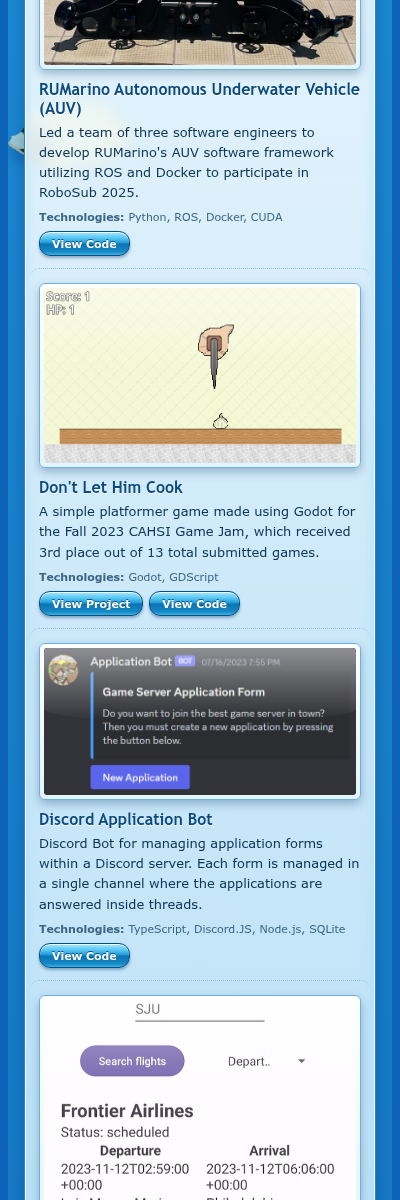 RUMarino Autonomous Underwater Vehicle
(AUV)
Led a team of three software engineers to
develop RUMarino's AUV software framework
utilizing ROS and Docker to participate in
RoboSub 2025.
Technologies: Python, ROS, Docker, CUDA
View Code
Score: 1
HP: 1
Don't Let Him Cook
A simple platformer game made using Godot for
the Fall 2023 CAHSI Game Jam, which received
3rd place out of 13 total submitted games.
Technologies: Godot, GDScript
View Project View Code
Application Bot BOT 07/16/2023 7:55 PM
Game Server Application Form
Do you want to join the best game server in town?
Then you must create a new application by pressing
the button below.
New Application
Discord Application Bot
Discord Bot for managing application forms
within a Discord server. Each form is managed in
a single channel where the applications are
answered inside threads.
Technologies: TypeScript, Discord.JS, Node.js, SQLite
View Code
SJU
Search flights Depart..
Frontier Airlines
Status: scheduled
Departure Arrival
2023-11-12T02:59:00 2023-11-12T06:06:00
+00:00 +00:00